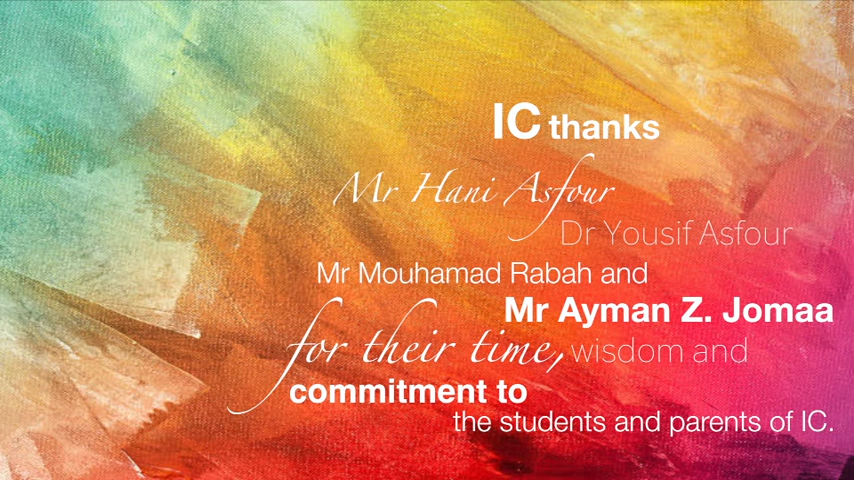 IC thanks
Mr Hani Asfour
Dr Yousif Asfour
Mr Mouhamad Rabah and
Mr Ayman Z. Jomaa
for their time, wisdom and
commitment to
the students and parents of IC.